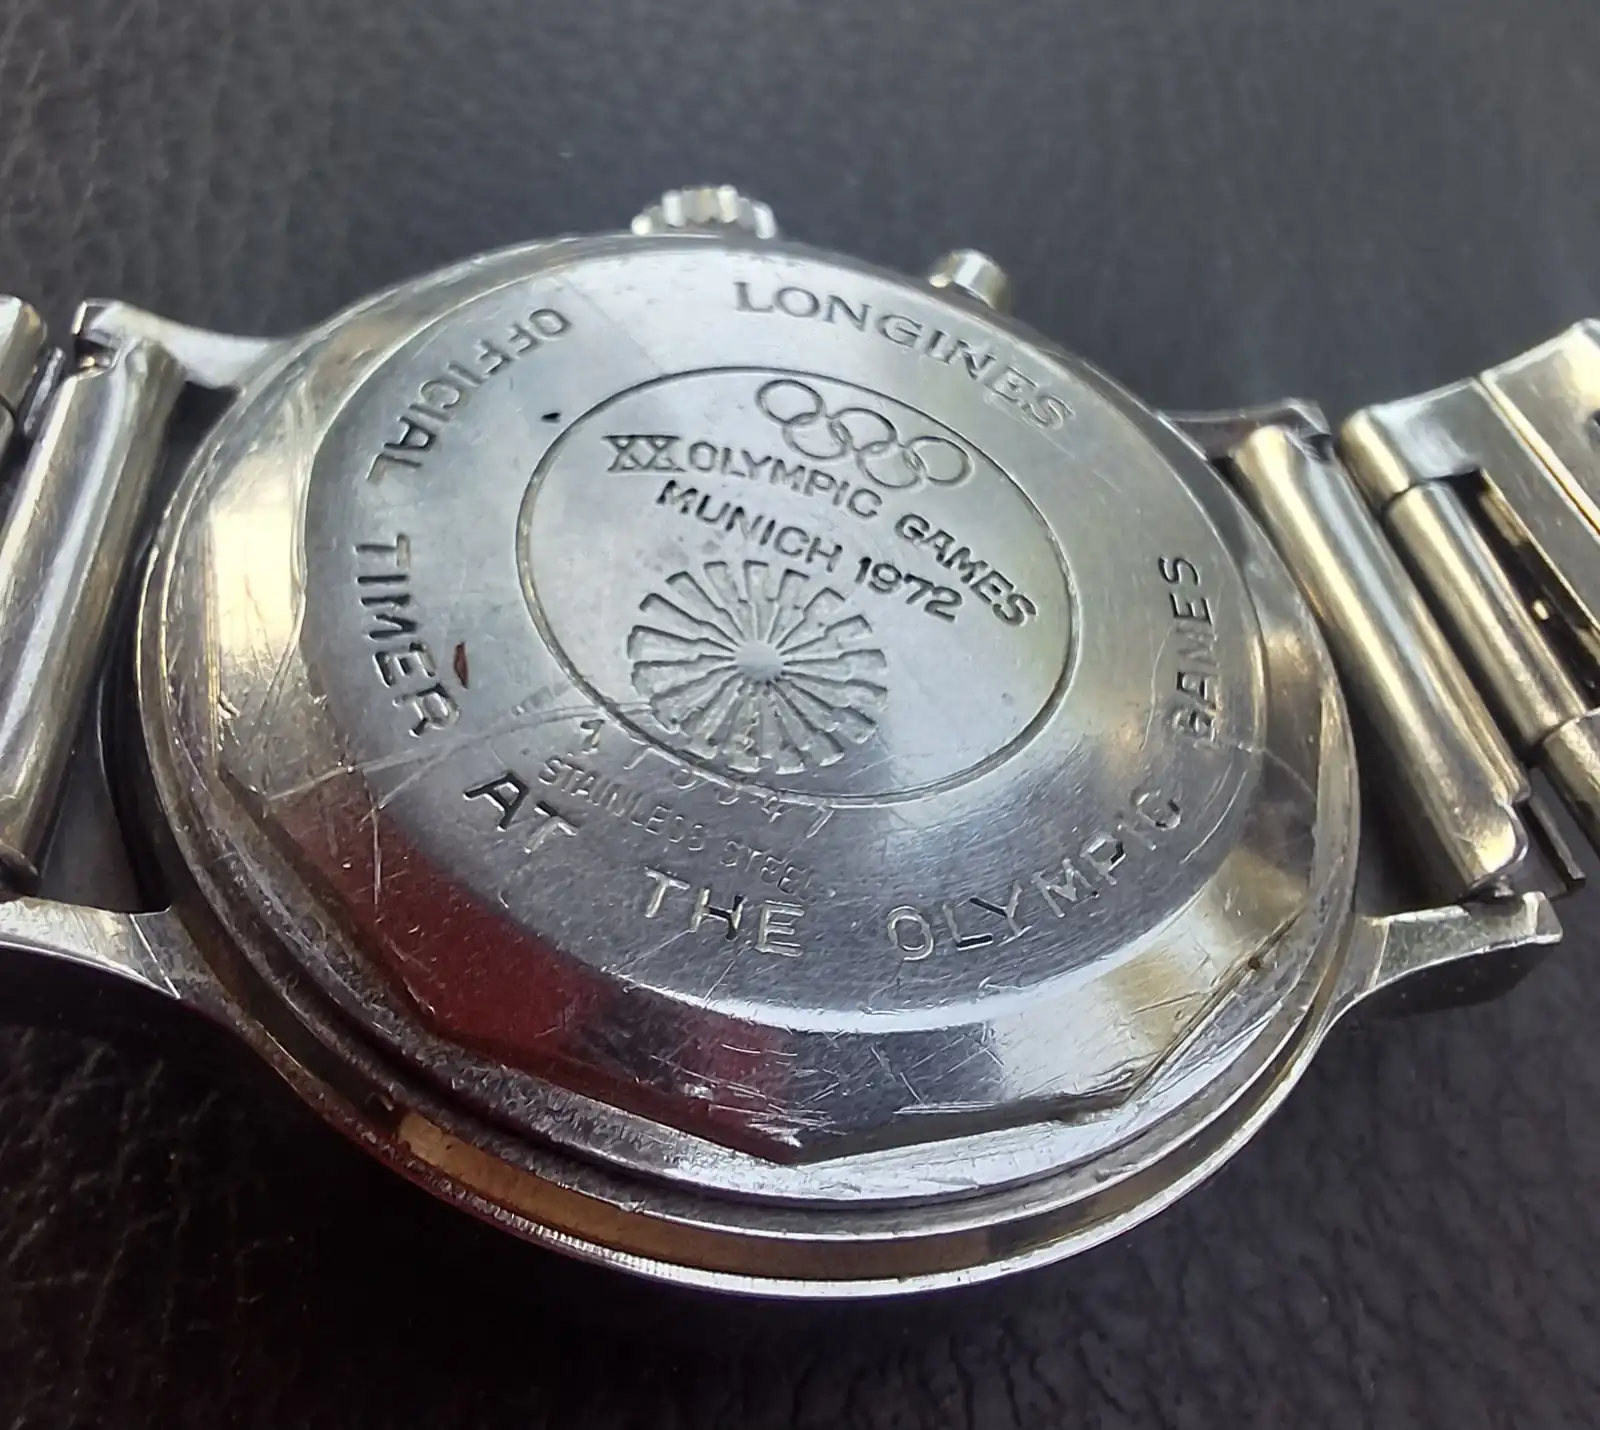 LONGINES
XX OLYMPIC GAMES
MUNICH 1972
STAINLESS STEEL
OFFICIAL TIMER AT THE OLYMPIC GAMES